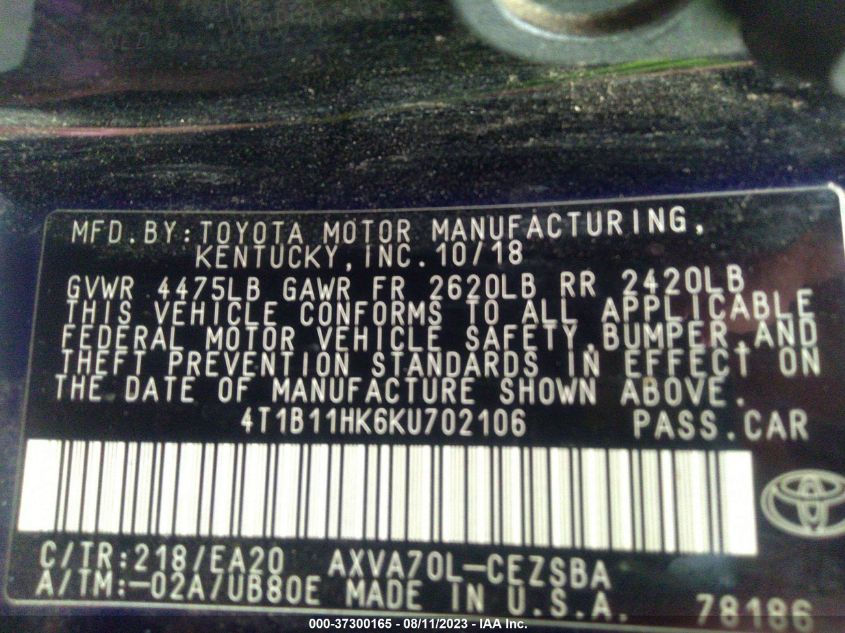 MFD.BY:TOYOTA MOTOR MANUFACTURING,
KENTUCKY,INC.10/18
GVWR 4475LB GAWR FR 2620LB RR 2420LB
THIS VEHICLE CONFORMS TO ALL APPLICABLE
FEDERAL MOTOR VEHICLE SAFETY,BUMPER,AND
THEFT PREVENTION STANDARDS IN EFFECT ON
THE DATE OF MANUFACTURE SHOWN ABOVE.
4T1B11HK6KU702106 PASS.CAR
C/TR:218/EA20 AXVA70L-CEZSBA
A/TM:-02A/UB80E MADE IN U.S.A. 78186
000-37300165 - 08/11/2023 - IAA Inc.